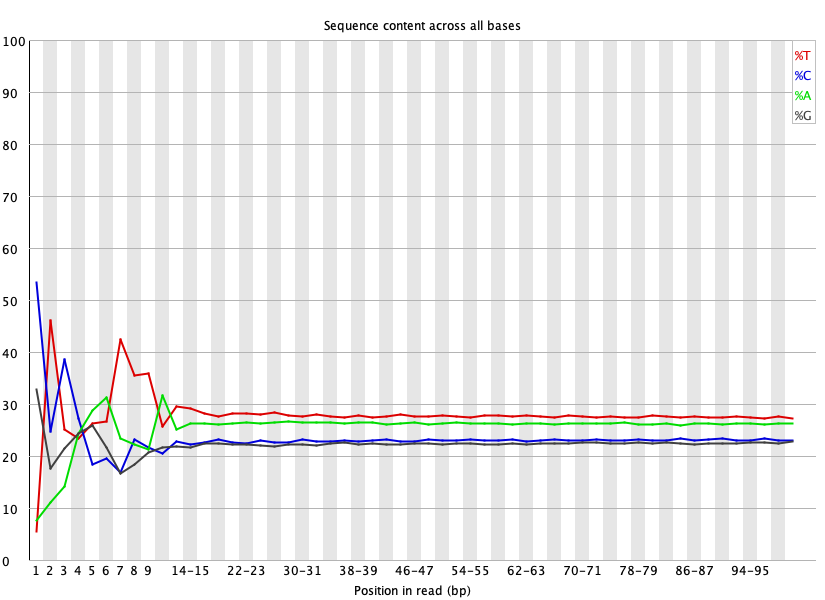 Sequence content across all bases
100
90
80
70
60
50
40
30
20
10
0
%T
%C
%A
%G
1 2 3 4 5 6 7 8 9 14-15 22-23 30-31 38-39 46-47 54-55 62-63 70-71 78-79 86-87 94-95
Position in read (bp)